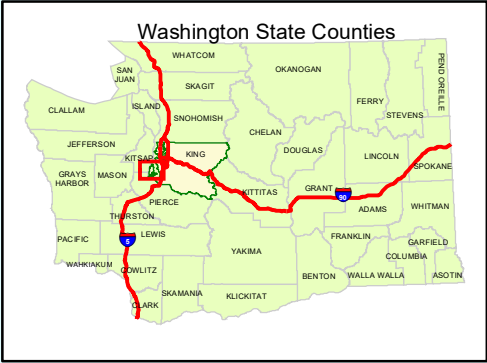 Washington State Counties
WHATCOM
SAN
JUAN
SKAGIT
ISLAND
OKANOGAN
PEND OREILLE
FERRY
STEVENS
CLALLAM
SNOHOMISH
CHELAN
JEFFERSON
DOUGLAS
KITSAP
KING
LINCOLN
SPOKANE
GRAYS
HARBOR
MASON
KITTITAS
GRANT
90
PIERCE
ADAMS
WHITMAN
THURSTON
PACIFIC
5
LEWIS
FRANKLIN
GARFIELD
YAKIMA
COLUMBIA
WAHKIAKUM
COWLITZ
BENTON
WALLA WALLA
ASOTIN
SKAMANIA
KLICKITAT
CLARK